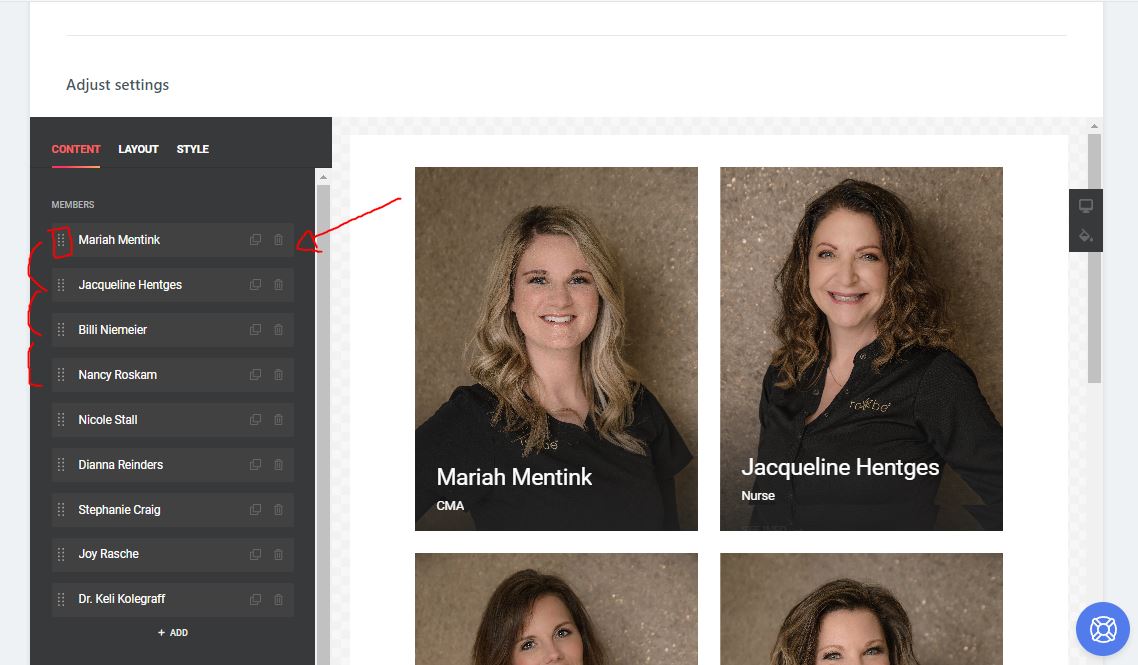 Adjust settings
CONTENT LAYOUT STYLE
MEMBERS
Mariah Mentink
Jacqueline Hentges
Billi Niemeier
Nancy Roskam
Nicole Stall
Dianna Reinders
Stephanie Craig
Joy Rasche
Dr. Keli Kolegraff
+ ADD
Mariah Mentink
CMA
Jacqueline Hentges
Nurse